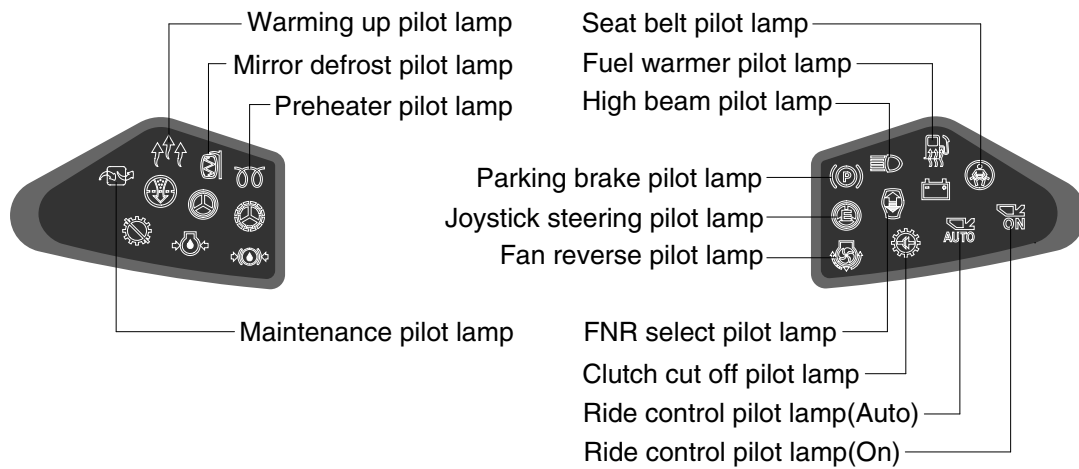 Warming up pilot lamp
Mirror defrost pilot lamp
Preheater pilot lamp
Maintenance pilot lamp
Seat belt pilot lamp
Fuel warmer pilot lamp
High beam pilot lamp
Parking brake pilot lamp
Joystick steering pilot lamp
Fan reverse pilot lamp
P
AUTO
ON
FNR select pilot lamp
Clutch cut off pilot lamp
Ride control pilot lamp(Auto)
Ride control pilot lamp(On)